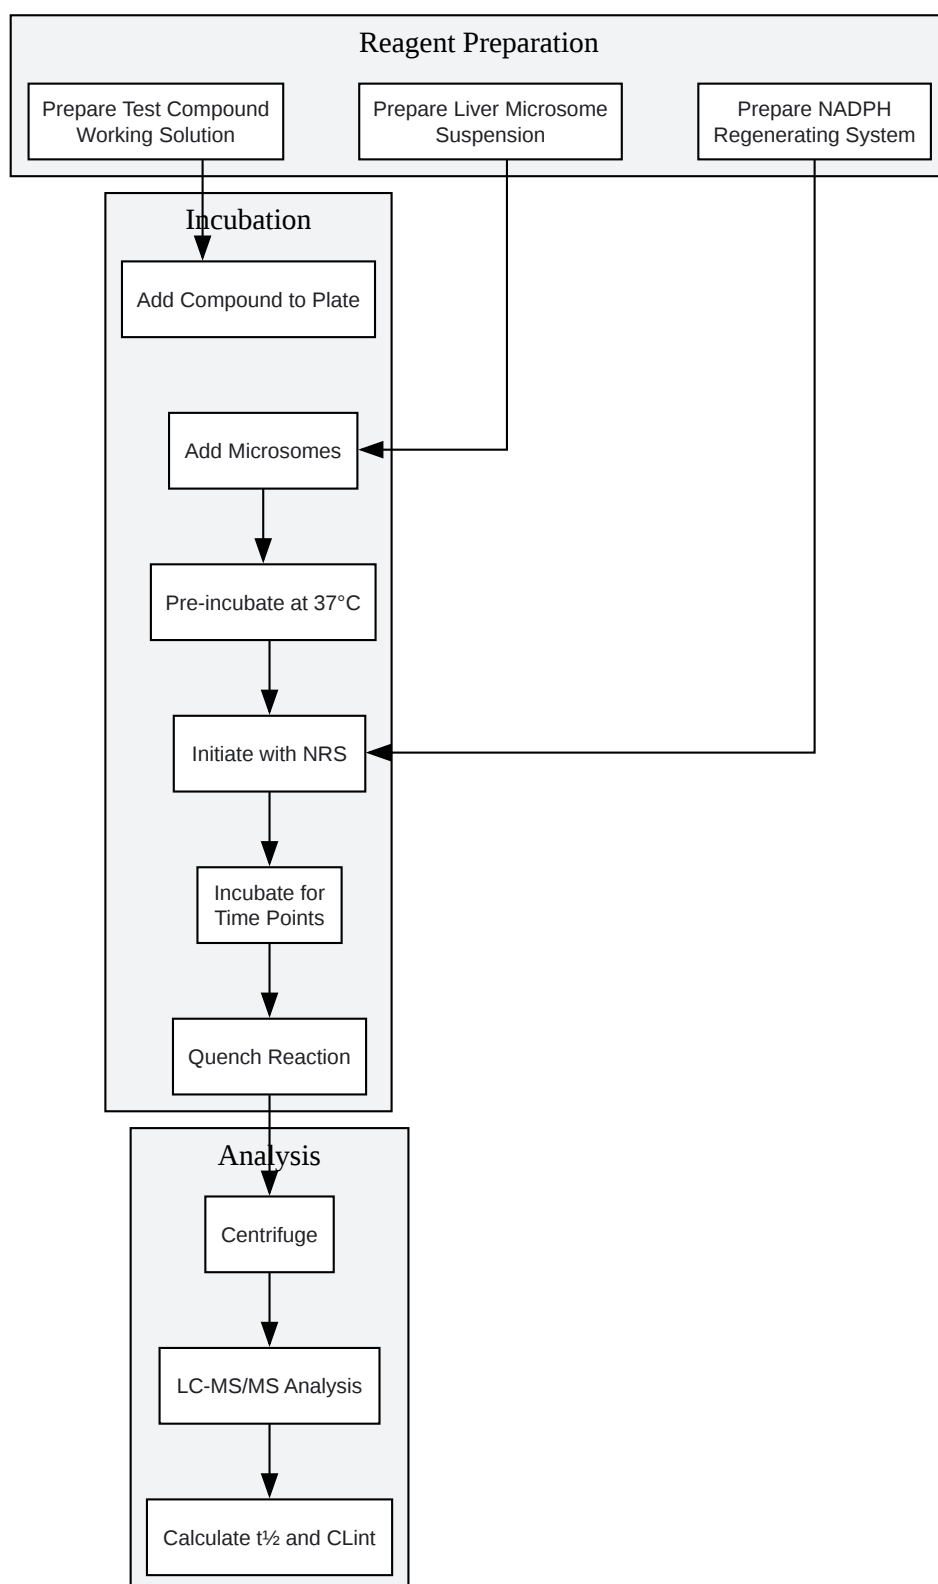 Reagent Preparation
Prepare Test Compound
Working Solution
Prepare Liver Microsome
Suspension
Prepare NADPH
Regenerating System
Incubation
Add Compound to Plate
Add Microsomes
Pre-incubate at 37°C
Initiate with NRS
Incubate for
Time Points
Quench Reaction
Analysis
Centrifuge
LC-MS/MS Analysis
Calculate t½ and CLint